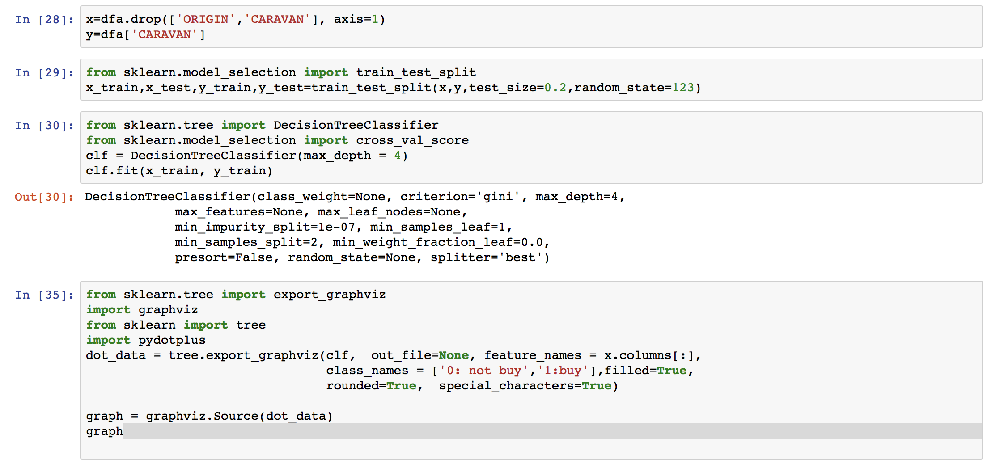 In [28]: x=dfa.drop(['ORIGIN','CARAVAN'], axis=1)
y=dfa['CARAVAN']
In [29]: from sklearn.model_selection import train_test_split
x_train,x_test,y_train,y_test=train_test_split(x,y,test_size=0.2,random_state=123)
In [30]: from sklearn.tree import DecisionTreeClassifier
from sklearn.model_selection import cross_val_score
clf = DecisionTreeClassifier(max_depth = 4)
clf.fit(x_train, y_train)
Out[30]: DecisionTreeClassifier(class_weight=None, criterion='gini', max_depth=4,
max_features=None, max_leaf_nodes=None,
min_impurity_split=1e-07, min_samples_leaf=1,
min_samples_split=2, min_weight_fraction_leaf=0.0,
presort=False, random_state=None, splitter='best')
In [35]: from sklearn.tree import export_graphviz
import graphviz
from sklearn import tree
import pydotplus
dot_data = tree.export_graphviz(clf,  out_file=None, feature_names = x.columns[:],
class_names = ['0: not buy','1:buy'],filled=True,
rounded=True,  special_characters=True)
graph = graphviz.Source(dot_data)
graph